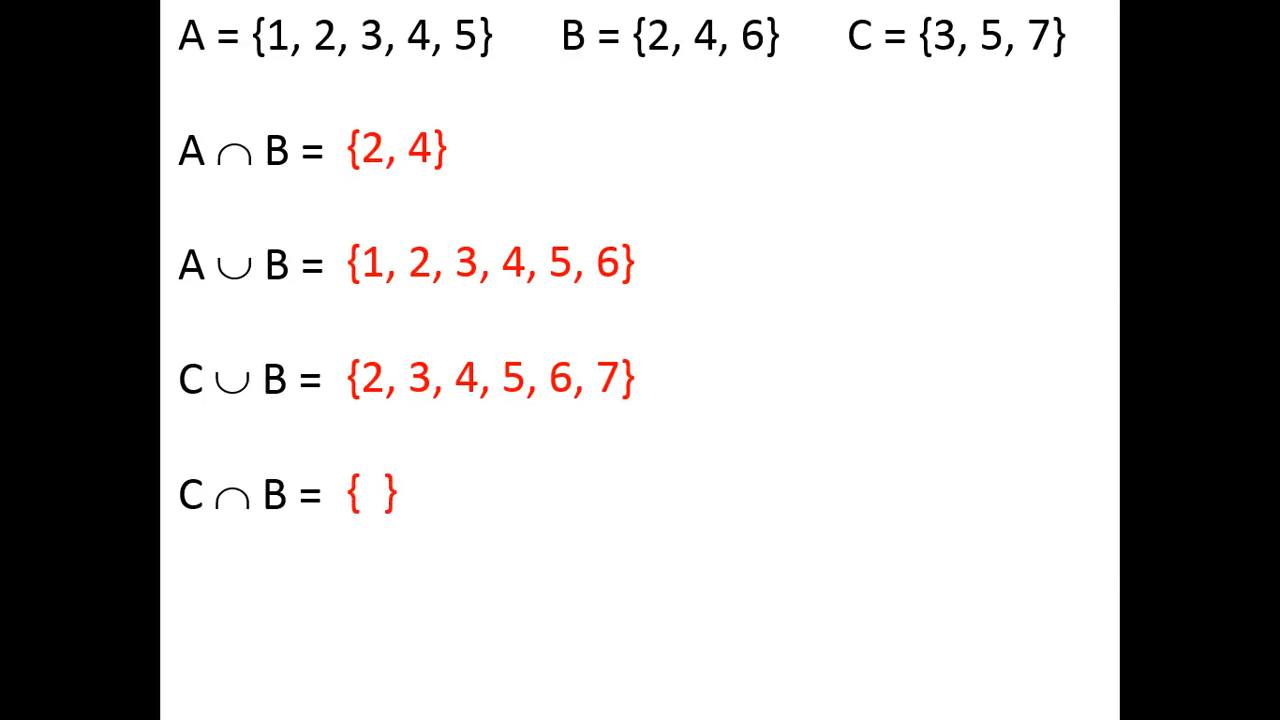 A = {1, 2, 3, 4, 5} B = {2, 4, 6} C = {3, 5, 7}
A ∩ B = {2, 4}
A ∪ B = {1, 2, 3, 4, 5, 6}
C ∪ B = {2, 3, 4, 5, 6, 7}
C ∩ B = { }